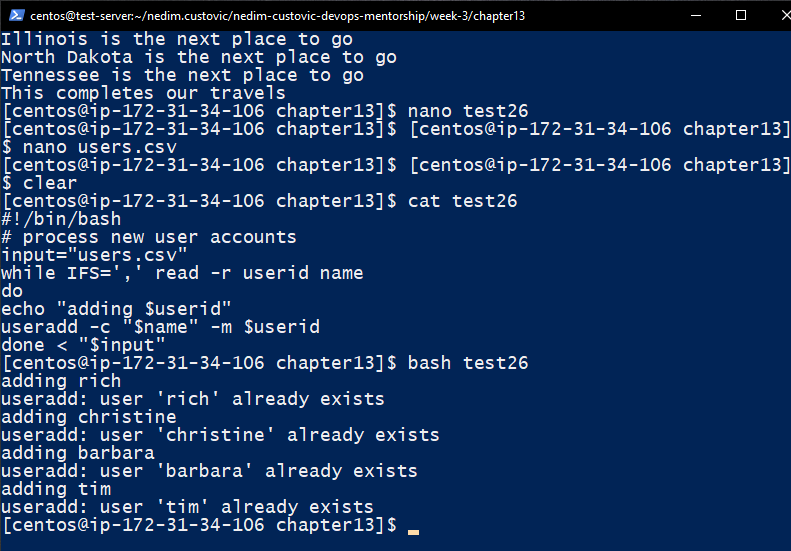 centos@test-server:~/nedim.custovic/nedim-custovic-devops-mentorship/week-3/chapter13
Illinois is the next place to go
North Dakota is the next place to go
Tennessee is the next place to go
This completes our travels
[centos@ip-172-31-34-106 chapter13]$ nano test26
[centos@ip-172-31-34-106 chapter13]$ [centos@ip-172-31-34-106 chapter13]
$ nano users.csv
[centos@ip-172-31-34-106 chapter13]$ [centos@ip-172-31-34-106 chapter13]
$ clear
[centos@ip-172-31-34-106 chapter13]$ cat test26
#!/bin/bash
# process new user accounts
input="users.csv"
while IFS=',' read -r userid name
do
echo "adding $userid"
useradd -c "$name" -m $userid
done < "$input"
[centos@ip-172-31-34-106 chapter13]$ bash test26
adding rich
useradd: user 'rich' already exists
adding christine
useradd: user 'christine' already exists
adding barbara
useradd: user 'barbara' already exists
adding tim
useradd: user 'tim' already exists
[centos@ip-172-31-34-106 chapter13]$